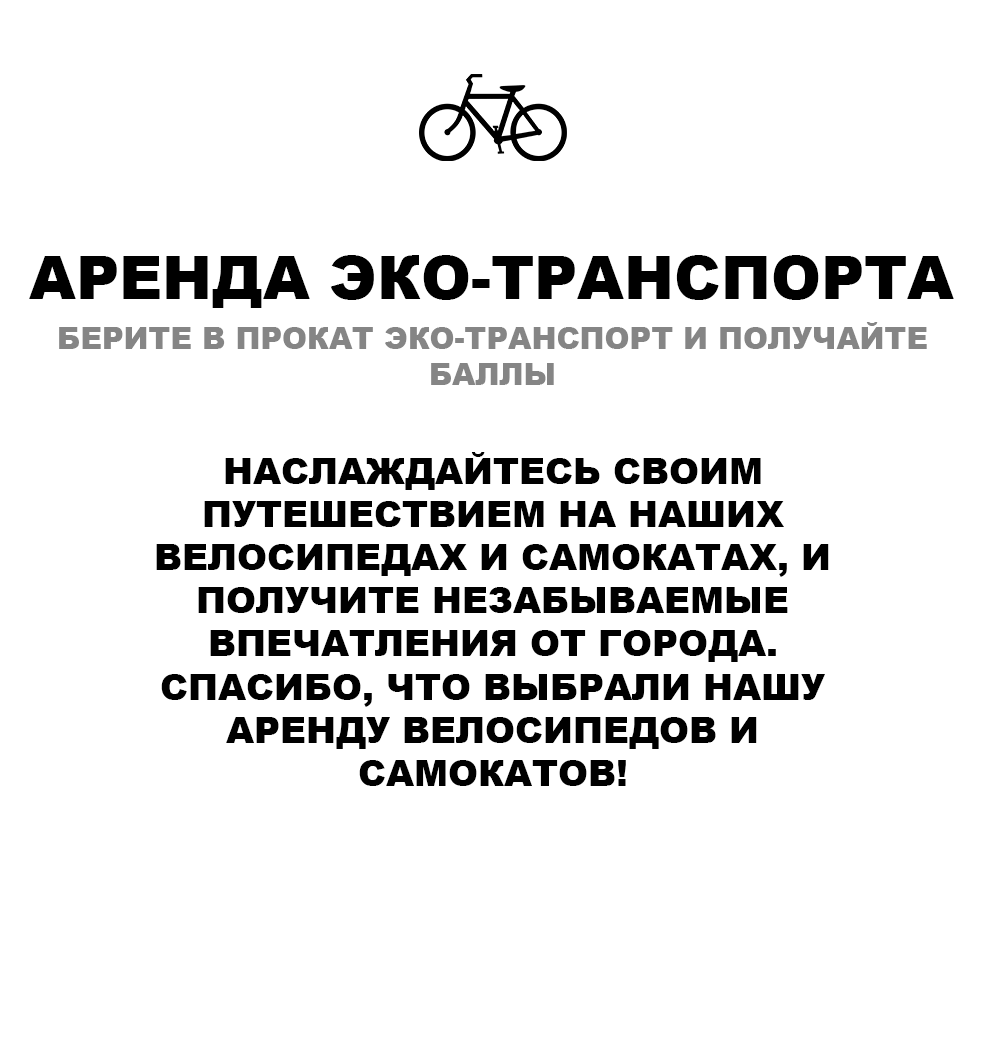 АРЕНДА ЭКО-ТРАНСПОРТА
БЕРИТЕ В ПРОКАТ ЭКО-ТРАНСПОРТ И ПОЛУЧАЙТЕ
БАЛЛЫ
НАСЛАЖДАЙТЕСЬ СВОИМ
ПУТЕШЕСТВИЕМ НА НАШИХ
ВЕЛОСИПЕДАХ И САМОКАТАХ, И
ПОЛУЧИТЕ НЕЗАБЫВАЕМЫЕ
ВПЕЧАТЛЕНИЯ ОТ ГОРОДА.
СПАСИБО, ЧТО ВЫБРАЛИ НАШУ
АРЕНДУ ВЕЛОСИПЕДОВ И
САМОКАТОВ!